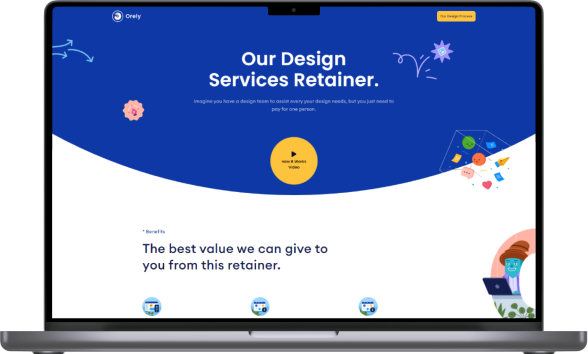 Orely
Our Design Process
Our Design
Services Retainer.
Imagine you have a design team to assist every your design needs, but you just need to
pay for one person.
How it Works
Video
* Benefits
The best value we can give to
you from this retainer.